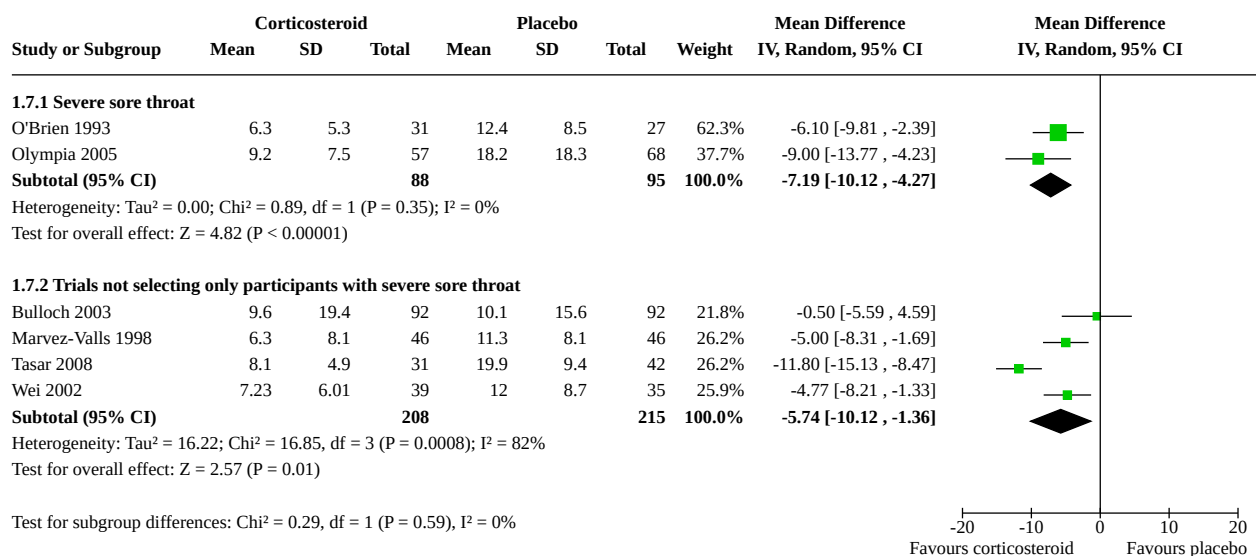 Corticosteroid Placebo Mean Difference Mean Difference
Study or Subgroup Mean SD Total Mean SD Total Weight IV, Random, 95% CI IV, Random, 95% CI
1.7.1 Severe sore throat
O'Brien 1993 6.3 5.3 31 12.4 8.5 27 62.3% -6.10 [-9.81 , -2.39]
Olympia 2005 9.2 7.5 57 18.2 18.3 68 37.7% -9.00 [-13.77 , -4.23]
Subtotal (95% CI) 88 95 100.0% -7.19 [-10.12 , -4.27]
Heterogeneity: Tau² = 0.00; Chi² = 0.89, df = 1 (P = 0.35); I² = 0%
Test for overall effect: Z = 4.82 (P < 0.00001)
1.7.2 Trials not selecting only participants with severe sore throat
Bulloch 2003 9.6 19.4 92 10.1 15.6 92 21.8% -0.50 [-5.59 , 4.59]
Marvez-Valls 1998 6.3 8.1 46 11.3 8.1 46 26.2% -5.00 [-8.31 , -1.69]
Tasar 2008 8.1 4.9 31 19.9 9.4 42 26.2% -11.80 [-15.13 , -8.47]
Wei 2002 7.23 6.01 39 12 8.7 35 25.9% -4.77 [-8.21 , -1.33]
Subtotal (95% CI) 208 215 100.0% -5.74 [-10.12 , -1.36]
Heterogeneity: Tau² = 16.22; Chi² = 16.85, df = 3 (P = 0.0008); I² = 82%
Test for overall effect: Z = 2.57 (P = 0.01)
Test for subgroup differences: Chi² = 0.29, df = 1 (P = 0.59), I² = 0%
-20 -10 0 10 20
Favours corticosteroid Favours placebo